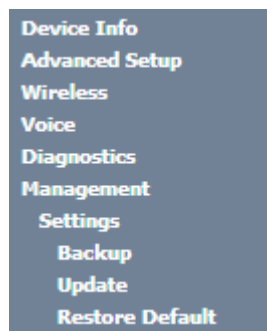 Device Info
Advanced Setup
Wireless
Voice
Diagnostics
Management
Settings
Backup
Update
Restore Default